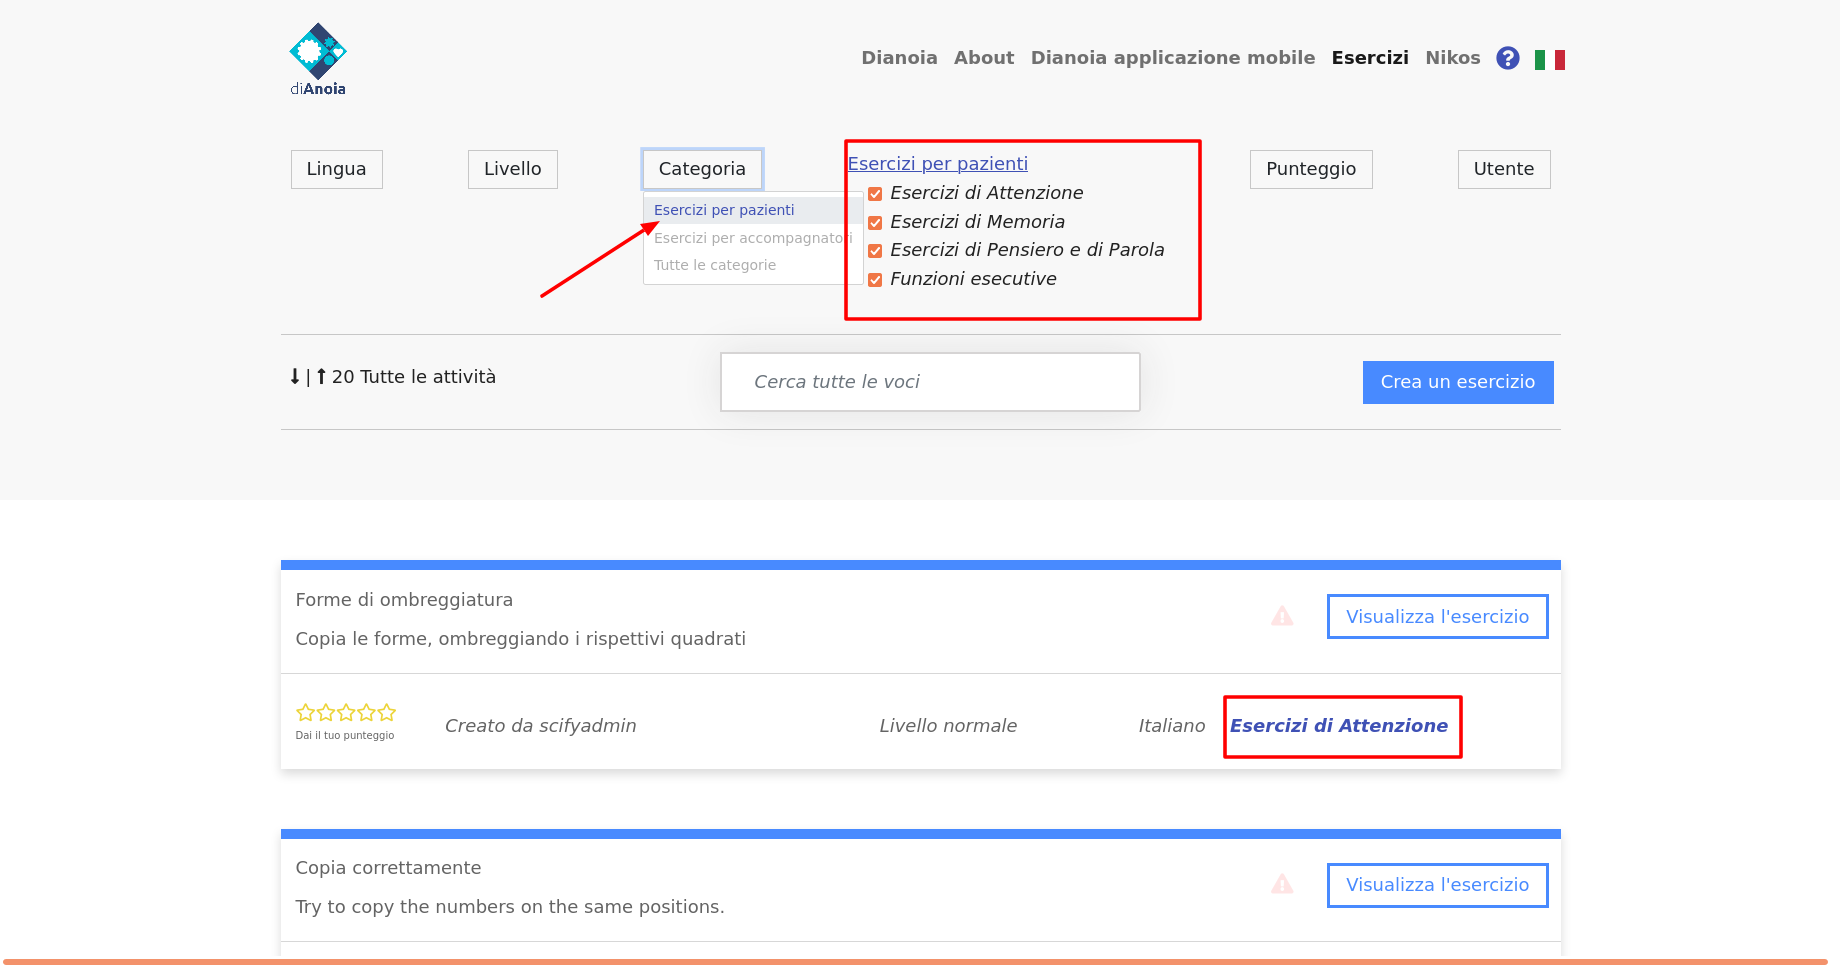 diAnoia
Dianoia About Dianoia applicazione mobile Esercizi Nikos ?
Lingua
Livello
Categoria
Esercizi per pazienti
Esercizi per accompagnatori
Tutte le categorie
Esercizi per pazienti
Esercizi di Attenzione
Esercizi di Memoria
Esercizi di Pensiero e di Parola
Funzioni esecutive
Punteggio
Utente
| 20 Tutte le attività
Cerca tutte le voci
Crea un esercizio
Forme di ombreggiatura
Copia le forme, ombreggiando i rispettivi quadrati
Visualizza l'esercizio
Dai il tuo punteggio
Creato da scifyadmin
Livello normale
Italiano
Esercizi di Attenzione
Copia correttamente
Try to copy the numbers on the same positions.
Visualizza l'esercizio